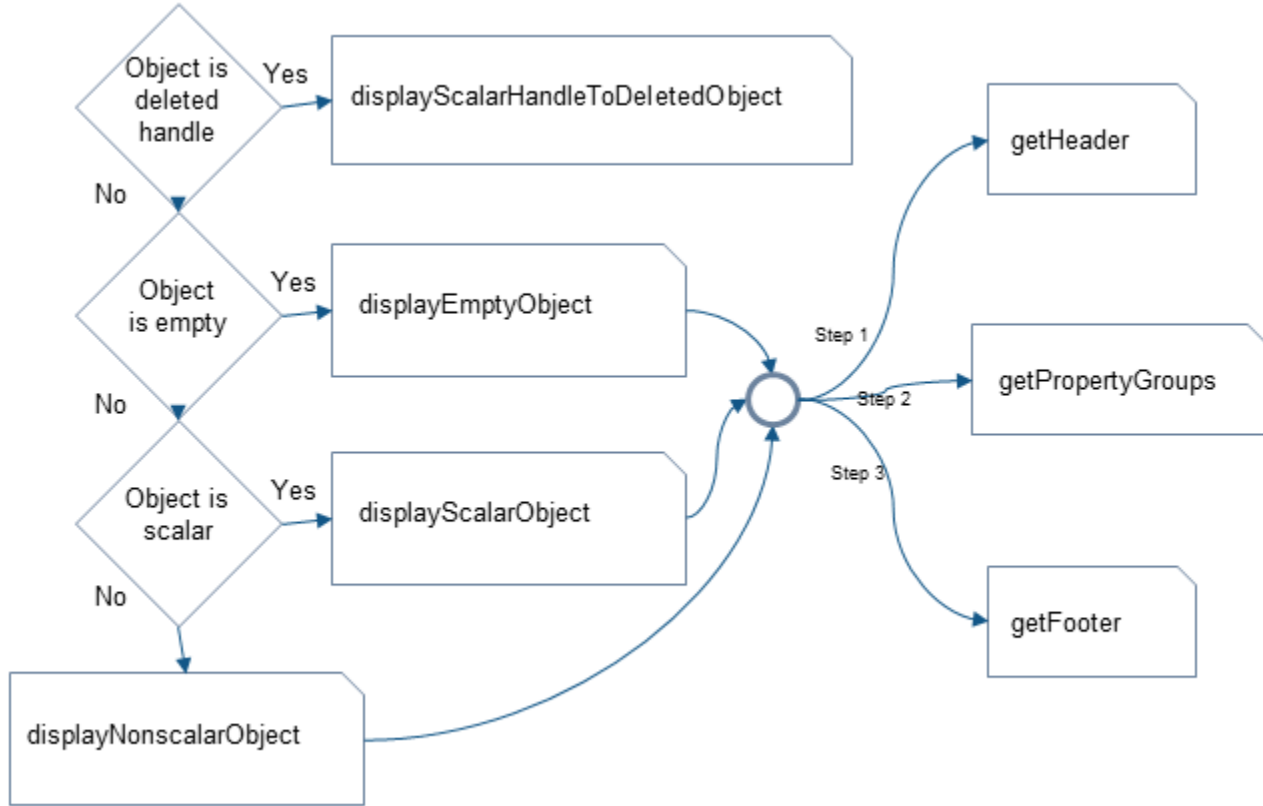 Object is
deleted
handle
Yes
displayScalarHandleToDeletedObject
getHeader
No
Object
is empty
Yes
displayEmptyObject
Step 1
getPropertyGroups
Step 2
No
Object is
scalar
Yes
displayScalarObject
Step 3
No
getFooter
displayNonscalarObject